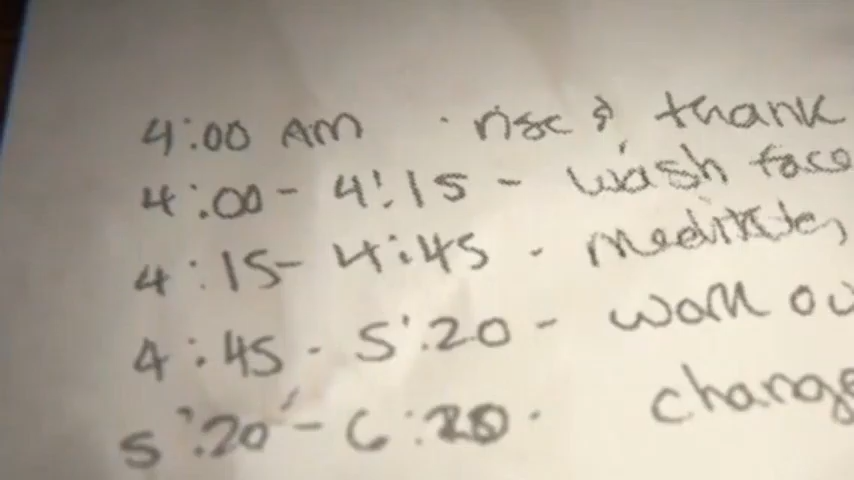 4:00 AM · rise & thank
4:00 - 4:15 - wash face
4:15 - 4:45 - meditate,
4:45 - 5:20 - work ou
5:20 - 6:20 - change